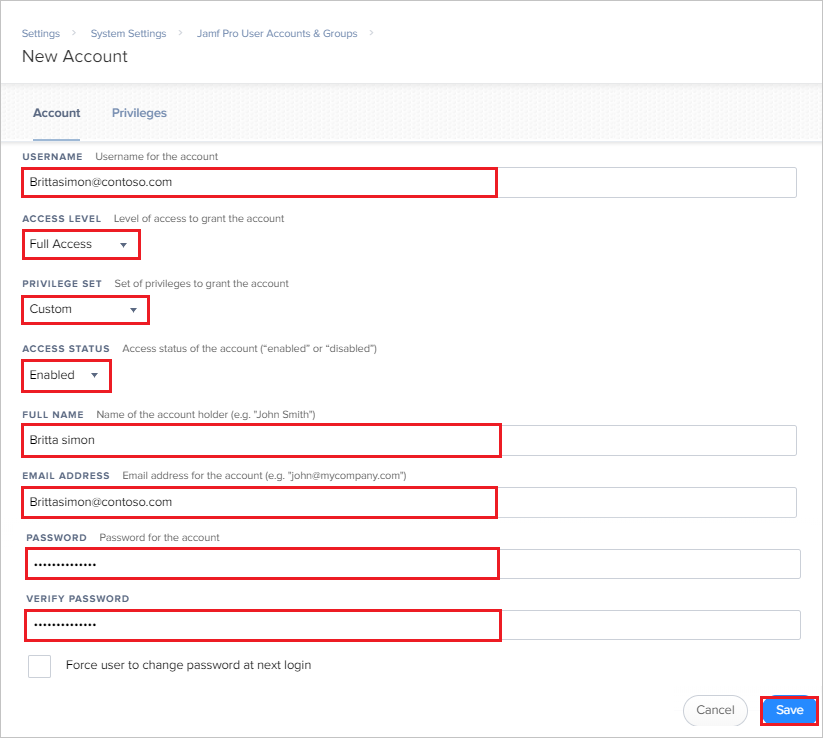 Settings > System Settings > Jamf Pro User Accounts & Groups >
New Account
Account Privileges
USERNAME Username for the account
Brittasimon@contoso.com
ACCESS LEVEL Level of access to grant the account
Full Access
PRIVILEGE SET Set of privileges to grant the account
Custom
ACCESS STATUS Access status of the account (“enabled” or “disabled”)
Enabled
FULL NAME Name of the account holder (e.g. "John Smith")
Britta simon
EMAIL ADDRESS Email address for the account (e.g. "john@mycompany.com")
Brittasimon@contoso.com
PASSWORD Password for the account
••••••••••••••
VERIFY PASSWORD
••••••••••••••
Force user to change password at next login
Cancel Save